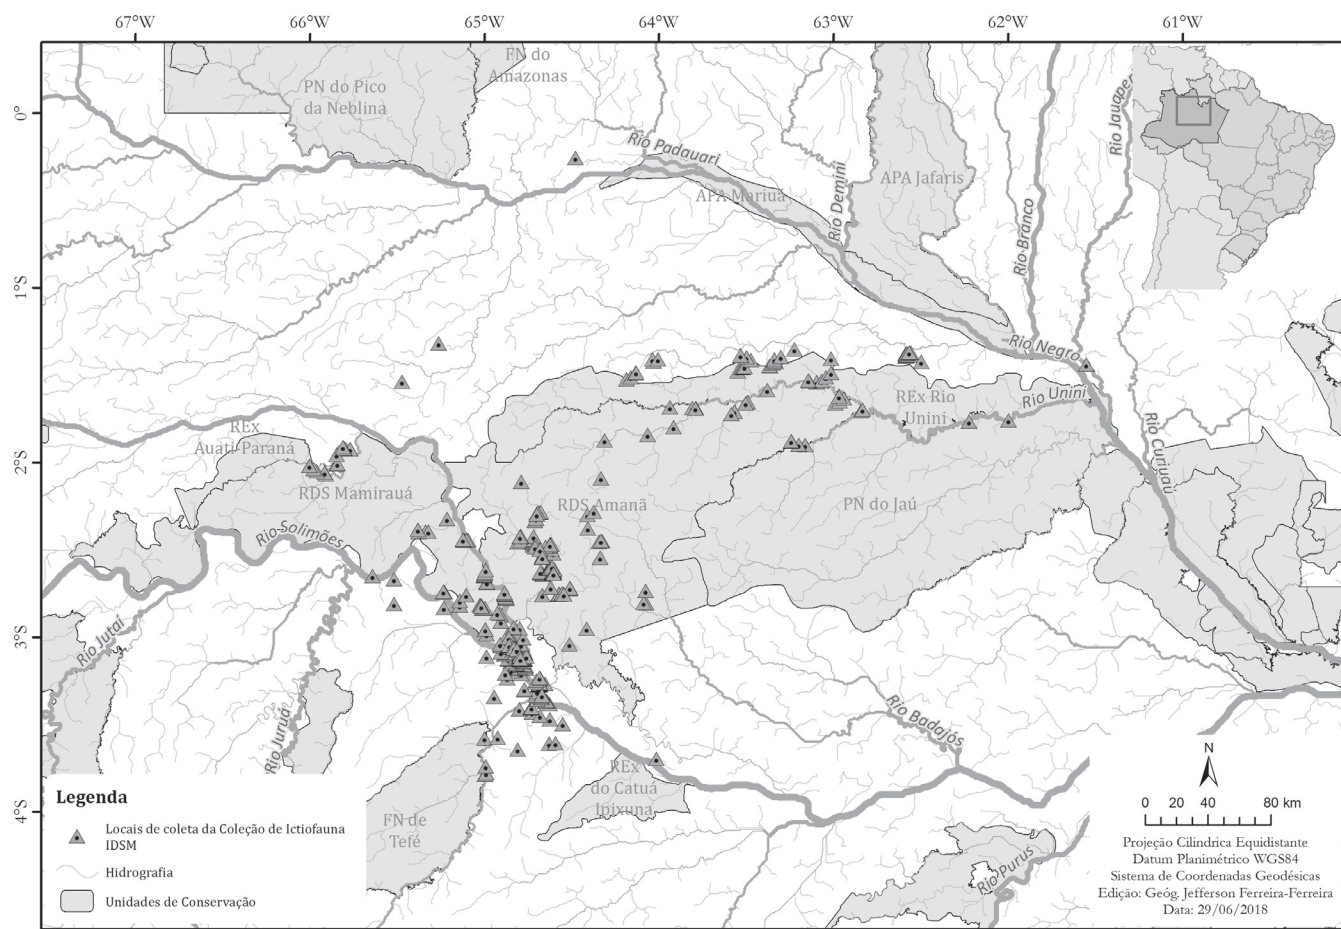 67°W 66°W 65°W 64°W 63°W 62°W 61°W
0°
1°S
2°S
3°S
4°S
FN do
Amazonas
PN do Pico
da Neblina
Rio Padauari
APA Mariuá
Rio Demini
APA Jafaris
Rio Branco
Rio Jauaperi
Rio Negro
REx Rio
Unini
Rio Unini
REx
Auatí-Paraná
RDS Mamirauá
Rio Solimões
RDS Amanã
PN do Jaú
Rio Curiuaú
Rio Jutaí
Rio Juruá
Rio Badajós
REx
do Catuá
Ipixuna
FN de
Tefé
Rio Purus
Legenda
Locais de coleta da Coleção de Ictiofauna
IDSM
Hidrografia
Unidades de Conservação
N
0 20 40 80 km
Projeção Cilindrica Equidistante
Datum Planimétrico WGS84
Sistema de Coordenadas Geodésicas
Edição: Geóg. Jefferson Ferreira-Ferreira
Data: 29/06/2018